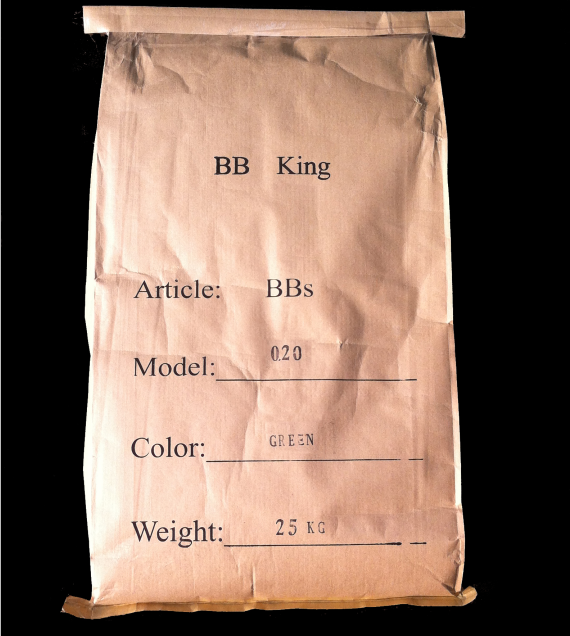 BB King
Article: BBs
Model: 0.20
Color: GREEN
Weight: 25 KG